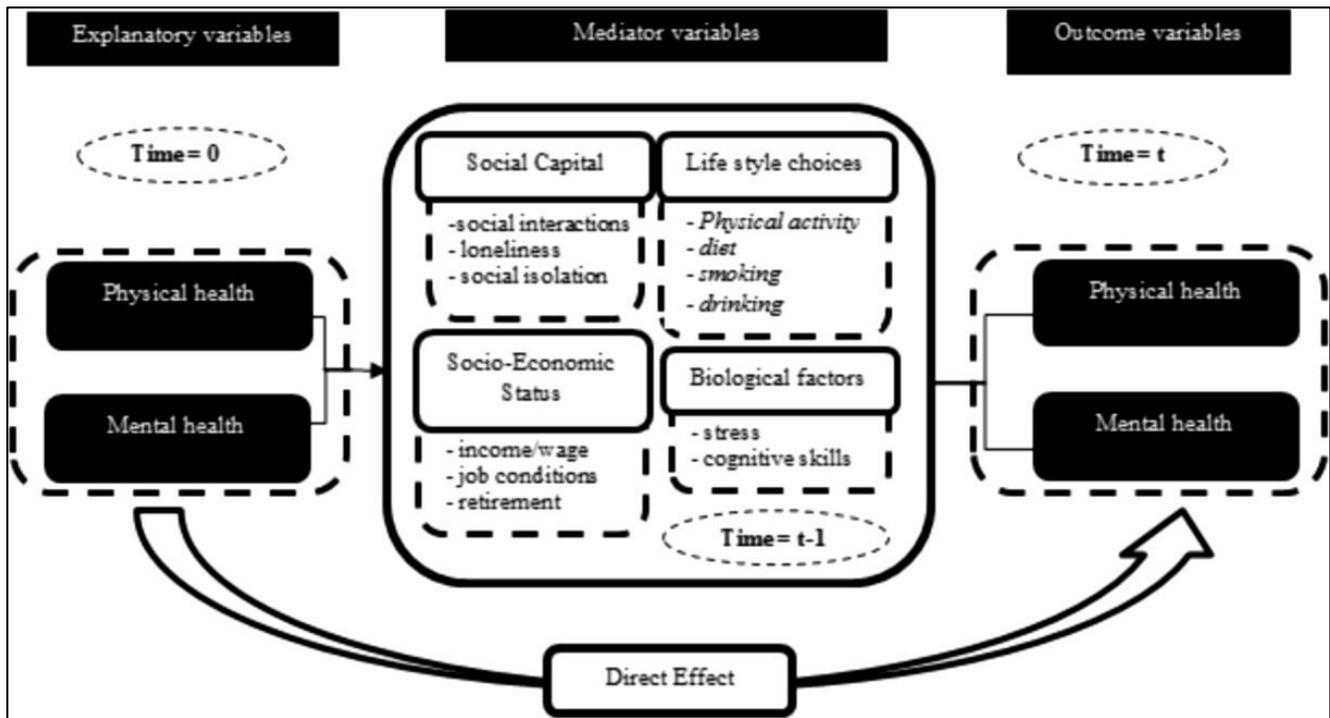 Explanatory variables
Mediator variables
Outcome variables
Time= 0
Time= t
Social Capital
-social interactions
- loneliness
- social isolation
Life style choices
- Physical activity
- diet
- smoking
- drinking
Physical health
Mental health
Socio-Economic
Status
- income/wage
- job conditions
- retirement
Biological factors
- stress
- cognitive skills
Time= t-1
Physical health
Mental health
Direct Effect